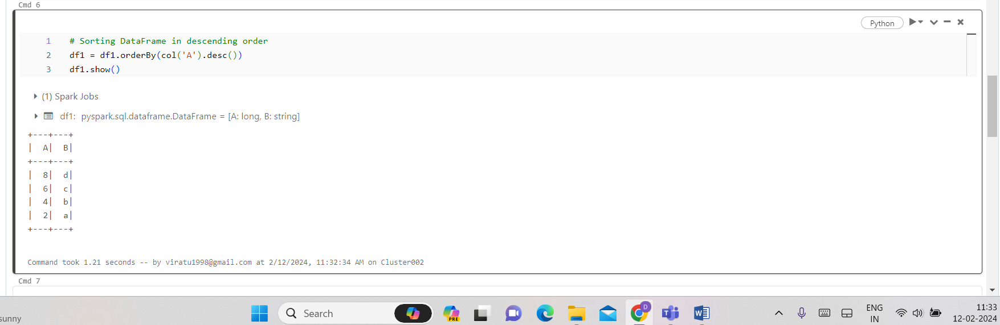 Cmd 6
Python
1 # Sorting DataFrame in descending order
2 df1 = df1.orderBy(col('A').desc())
3 df1.show()
(1) Spark Jobs
df1: pyspark.sql.dataframe.DataFrame = [A: long, B: string]
+---+---+
|  A|  B|
+---+---+
|  8|  d|
|  6|  c|
|  4|  b|
|  2|  a|
+---+---+
Command took 1.21 seconds -- by viratu1998@gmail.com at 2/12/2024, 11:32:34 AM on Cluster002
Cmd 7
sunny
Search
PRE
D
W
ENG
IN
11:33
12-02-2024